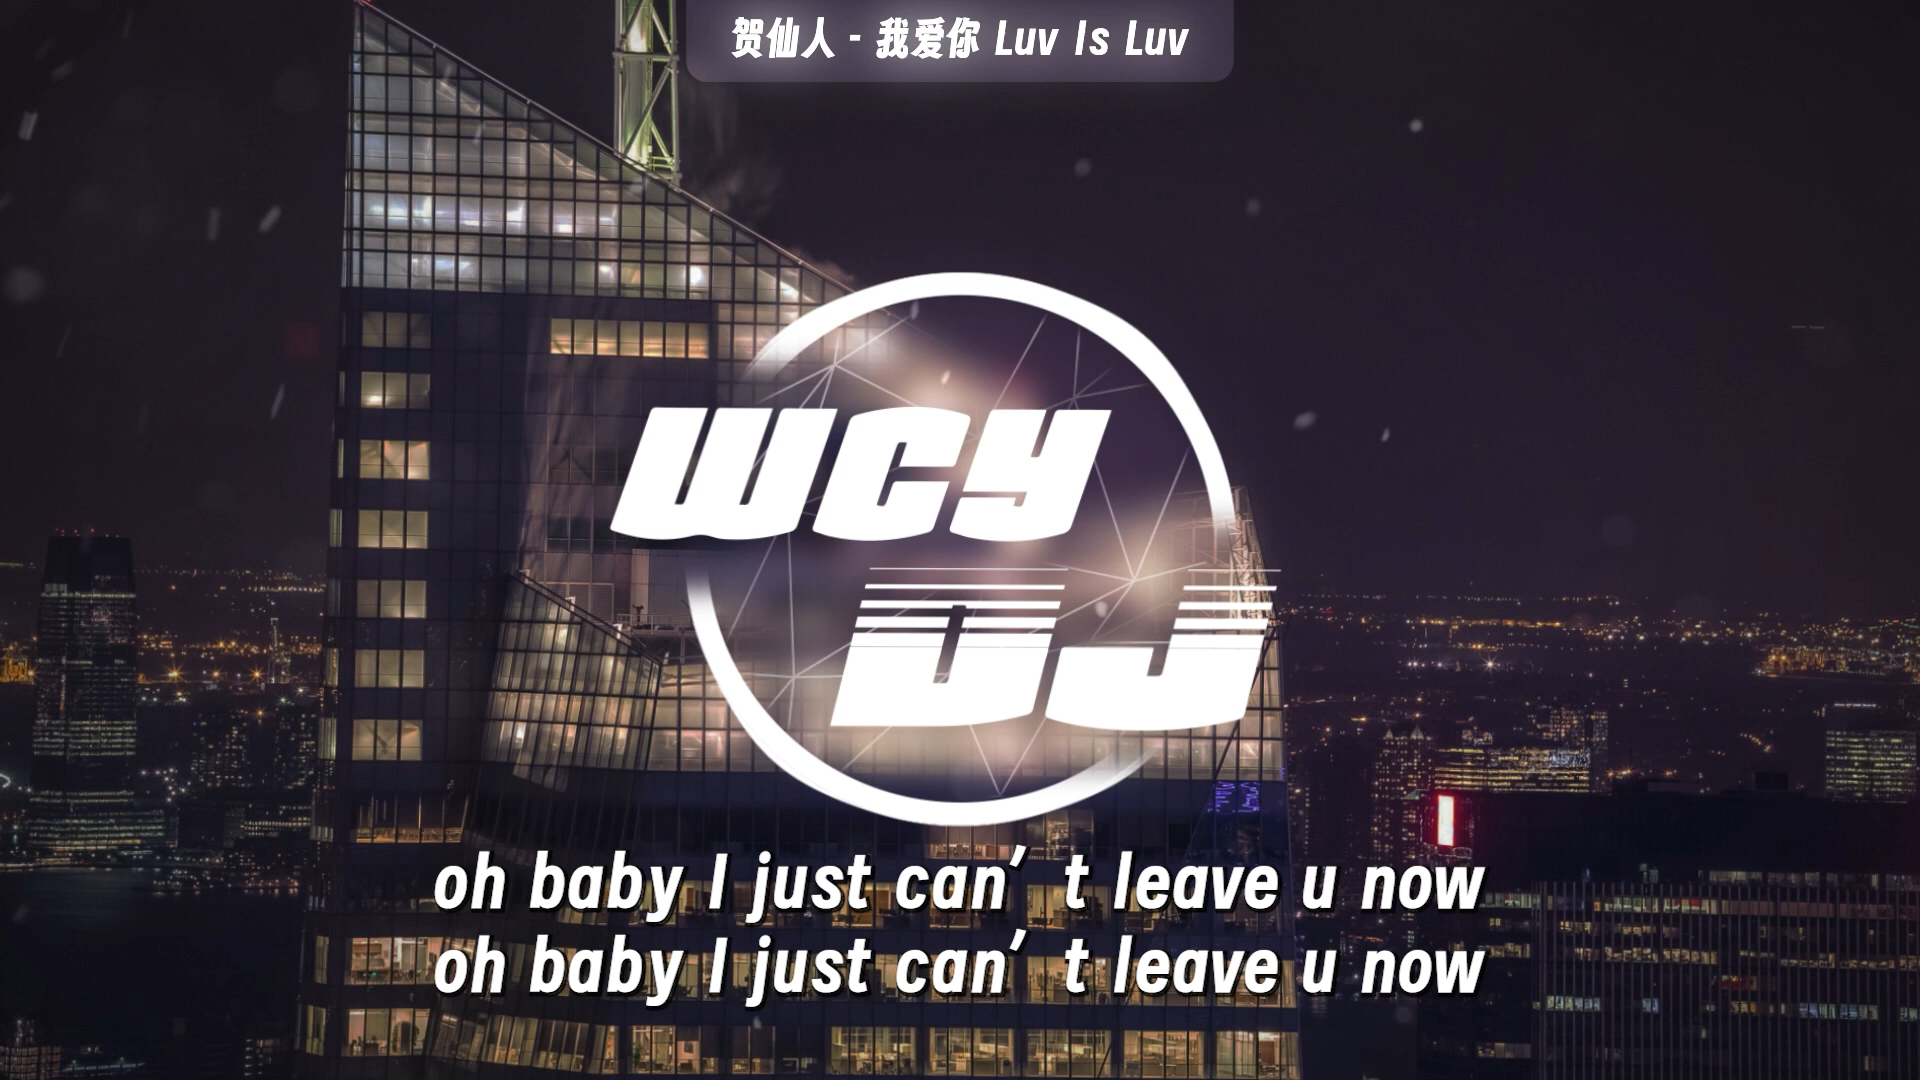 贺仙人 - 我爱你 Luv Is Luv
WCY
DJ
oh baby I just can’t leave u now
oh baby I just can’t leave u now